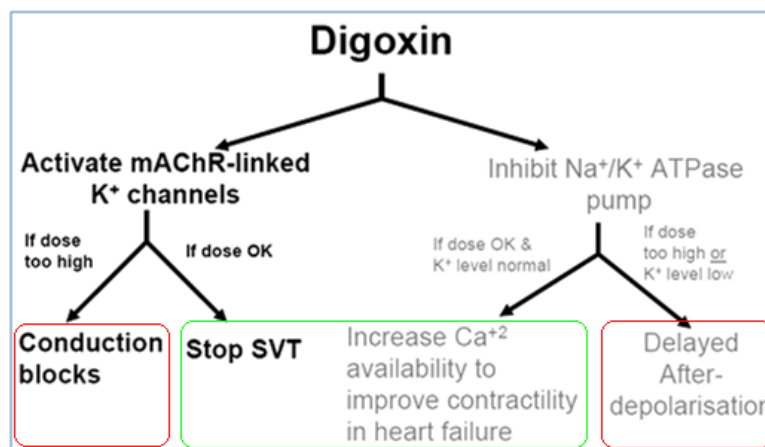 Digoxin
Activate mAChR-linked
K⁺ channels
Inhibit Na⁺/K⁺ ATPase
pump
If dose
too high
If dose OK
If dose OK &
K⁺ level normal
If dose
too high or
K⁺ level low
Conduction
blocks
Stop SVT
Increase Ca⁺²
availability to
improve contractility
in heart failure
Delayed
After-
depolarisation